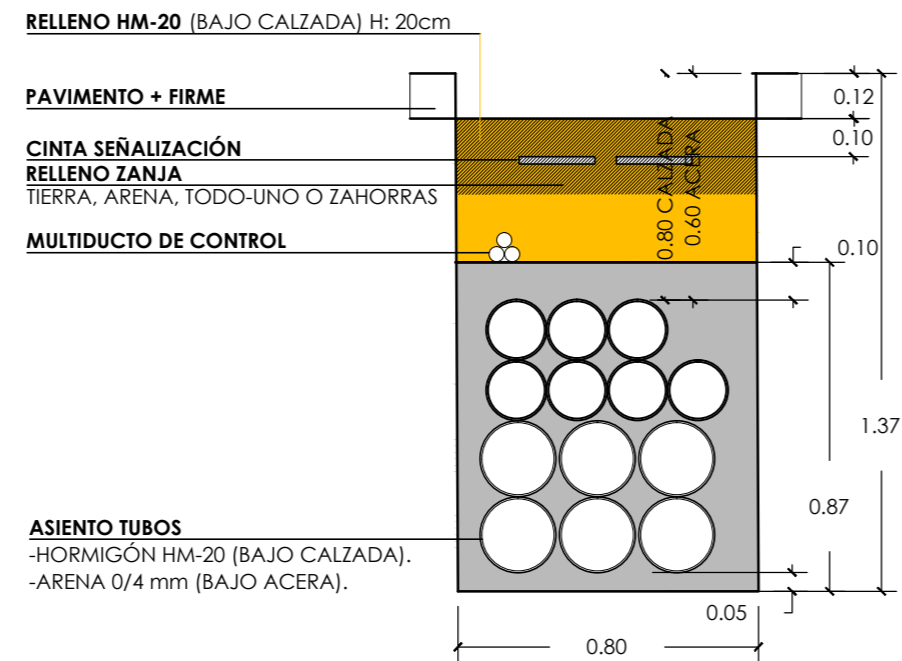 RELLENO HM-20 (BAJO CALZADA) H: 20cm
PAVIMENTO + FIRME
CINTA SEÑALIZACIÓN
RELLENO ZANJA
TIERRA, ARENA, TODO-UNO O ZAHORRAS
MULTIDUCTO DE CONTROL
ASIENTO TUBOS
-HORMIGÓN HM-20 (BAJO CALZADA).
-ARENA 0/4 mm (BAJO ACERA).
0.80 CALZADA
0.60 ACERA
0.12
0.10
0.10
1.37
0.87
0.05
0.80